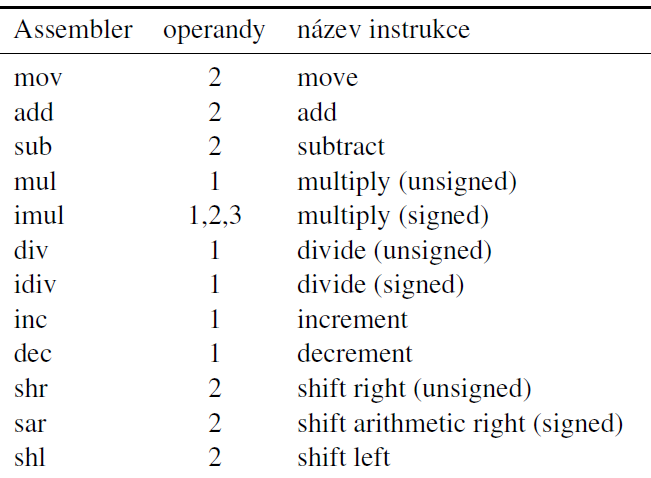 Assembler operandy název instrukce
mov 2 move
add 2 add
sub 2 subtract
mul 1 multiply (unsigned)
imul 1,2,3 multiply (signed)
div 1 divide (unsigned)
idiv 1 divide (signed)
inc 1 increment
dec 1 decrement
shr 2 shift right (unsigned)
sar 2 shift arithmetic right (signed)
shl 2 shift left